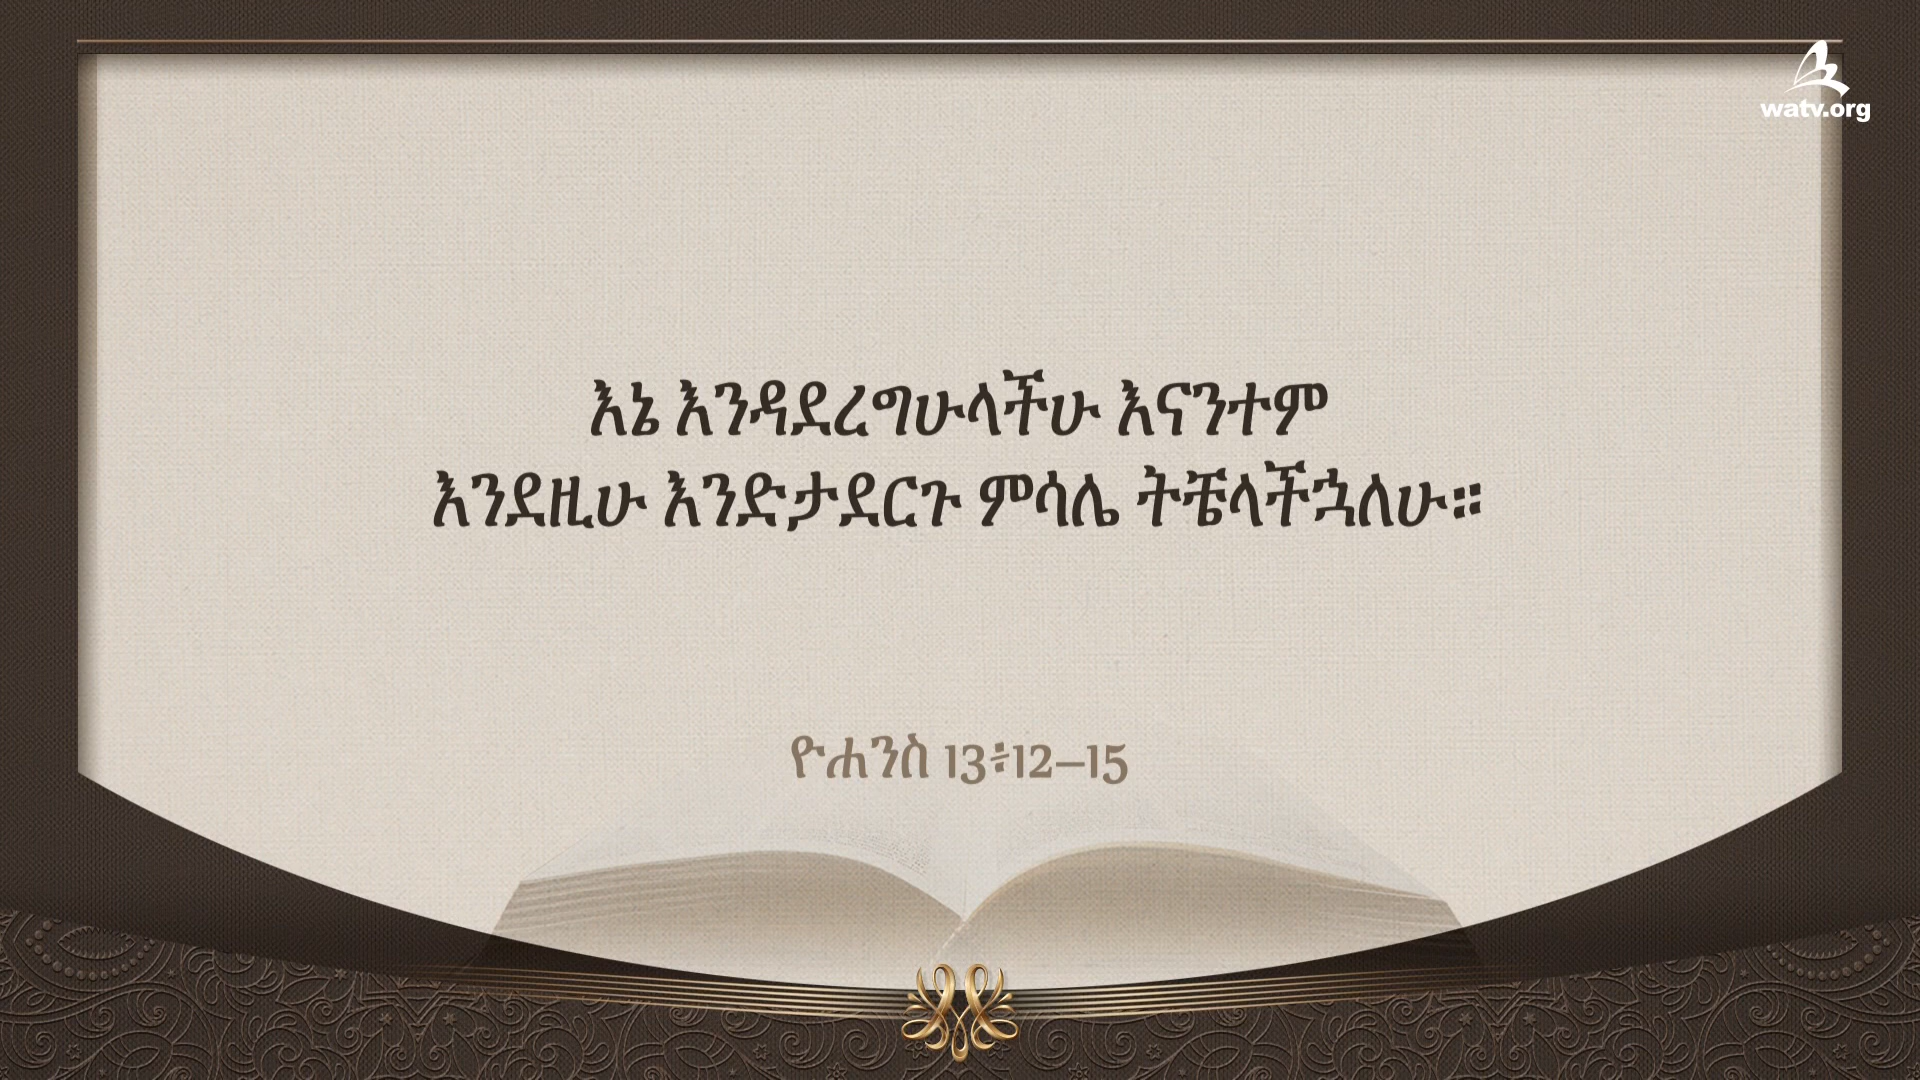 watv.org
እኔ እንዳደረግሁላችሁ እናንተም
እንደዚሁ እንድታደርጉ ምሳሌ ትቼላችኋለሁ።
ዮሐንስ 13፥12–15